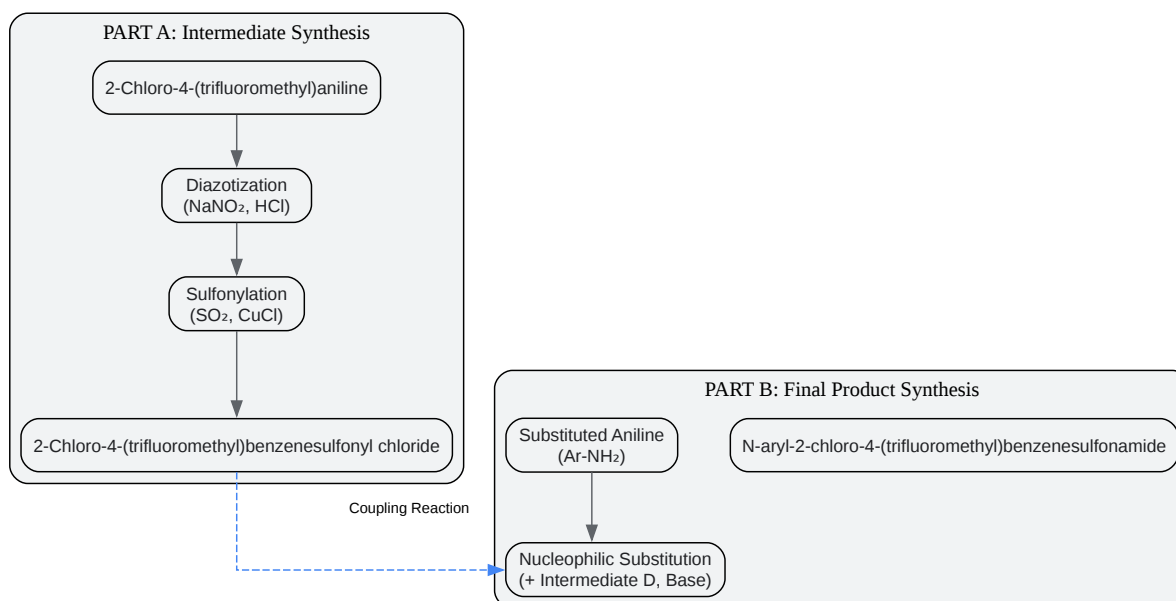 PART A: Intermediate Synthesis
2-Chloro-4-(trifluoromethyl)aniline
Diazotization
(NaNO₂, HCl)
Sulfonylation
(SO₂, CuCl)
2-Chloro-4-(trifluoromethyl)benzenesulfonyl chloride
Coupling Reaction
PART B: Final Product Synthesis
Substituted Aniline
(Ar-NH₂)
N-aryl-2-chloro-4-(trifluoromethyl)benzenesulfonamide
Nucleophilic Substitution
(+ Intermediate D, Base)